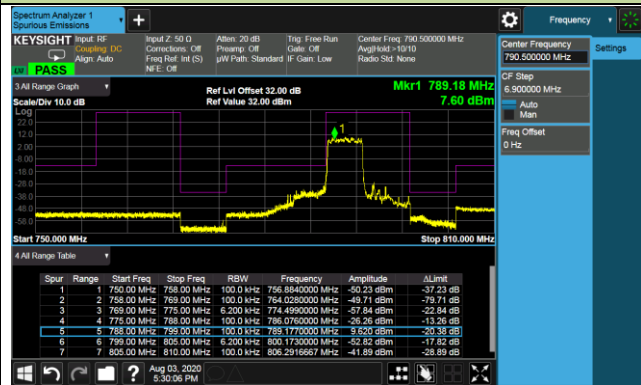 Spectrum Analyzer 1
Spurious Emissions
Frequency
KEYSIGHT Input: RF Input Z: 50 Ω Atten: 20 dB Trig: Free Run Center Freq: 790.500000 MHz
Coupling: DC Corrections: Off Preamp: Off Gate: Off Avg|Hold:>10/10
Align: Auto Freq Ref: Int (S) µW Path: Standard IF Gain: Low Radio Std: None
NFE: Off
LVI PASS
Center Frequency
790.500000 MHz
Settings
CF Step
6.900000 MHz
Auto
Man
Freq Offset
0 Hz
3 All Range Graph
Ref Lvl Offset 32.00 dB
Mkr1 789.18 MHz
Scale/Div 10.0 dB Ref Value 32.00 dBm 7.60 dBm
Log
22.0
12.0
2.00
-8.00
-18.0
-28.0
-38.0
-48.0
-58.0
1
Start 750.000 MHz Stop 810.000 MHz
4 All Range Table
Spur Range Start Freq Stop Freq RBW Frequency Amplitude ΔLimit
1 1 750.00 MHz 758.00 MHz 100.0 kHz 756.8840000 MHz -50.23 dBm -37.23 dB
2 2 758.00 MHz 769.00 MHz 100.0 kHz 764.0280000 MHz -49.71 dBm -79.71 dB
3 3 769.00 MHz 775.00 MHz 6.200 kHz 774.4990000 MHz -57.84 dBm -22.84 dB
4 4 775.00 MHz 788.00 MHz 100.0 kHz 786.0760000 MHz -26.26 dBm -13.26 dB
5 5 788.00 MHz 799.00 MHz 100.0 kHz 789.1770000 MHz 9.620 dBm -20.38 dB
6 6 799.00 MHz 805.00 MHz 6.200 kHz 800.1730000 MHz -52.82 dBm -17.82 dB
7 7 805.00 MHz 810.00 MHz 100.0 kHz 806.2916667 MHz -41.89 dBm -28.89 dB
Aug 03, 2020
5:30:06 PM